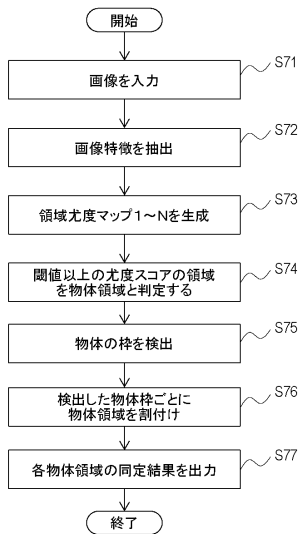 開始
画像を入力
S71
画像特徴を抽出
S72
領域尤度マップ1～Nを生成
S73
閾値以上の尤度スコアの領域
を物体領域と判定する
S74
物体の枠を検出
S75
検出した物体枠ごとに
物体領域を割付け
S76
各物体領域の同定結果を出力
S77
終了